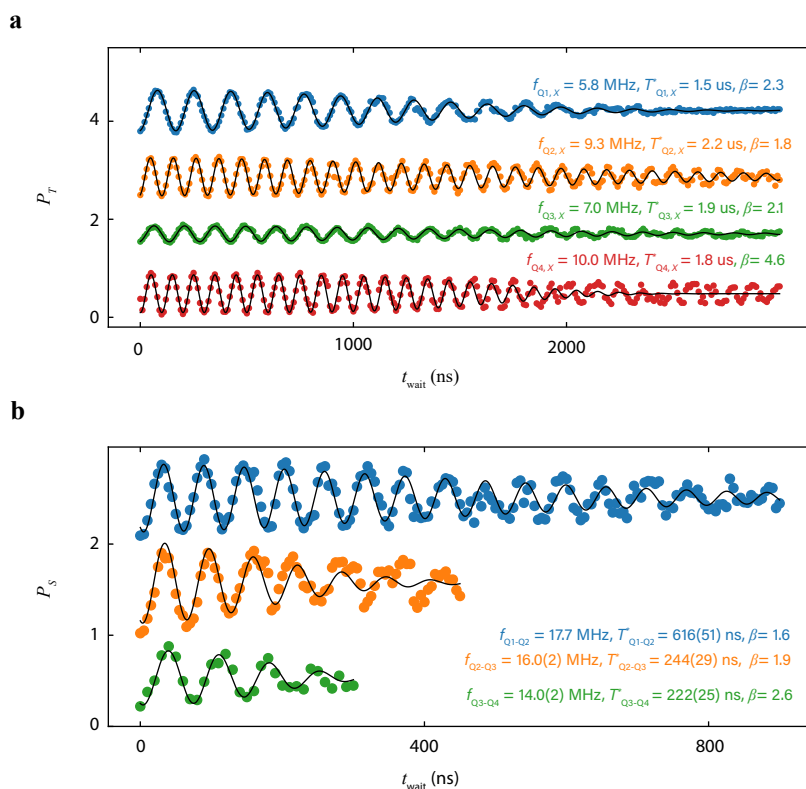 a
f_Q1, X = 5.8 MHz, T*_Q1, X = 1.5 us, β= 2.3
4
f_Q2, X = 9.3 MHz, T*_Q2, X = 2.2 us, β= 1.8
P_T
2
f_Q3, X = 7.0 MHz, T*_Q3, X = 1.9 us, β= 2.1
f_Q4, X = 10.0 MHz, T*_Q4, X = 1.8 us, β= 4.6
0
0 1000 2000
t_wait (ns)
b
2
P_S
1
f_Q1-Q2 = 17.7 MHz, T*_Q1-Q2 = 616(51) ns, β= 1.6
f_Q2-Q3 = 16.0(2) MHz, T*_Q2-Q3 = 244(29) ns, β= 1.9
f_Q3-Q4 = 14.0(2) MHz, T*_Q3-Q4 = 222(25) ns, β= 2.6
0
0 400 800
t_wait (ns)